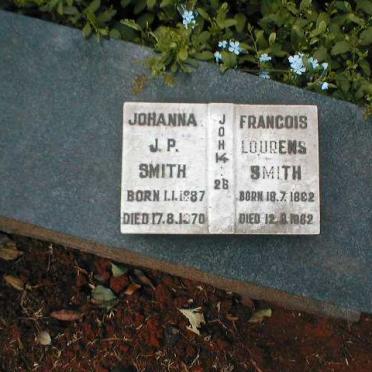 JOHANNA
J.P.
SMITH
BORN 1.1.1887
DIED 17.8.1970
JOH 14:28
FRANCOIS
LOURENS
SMITH
BORN 18.7.1882
DIED 12.8.1962